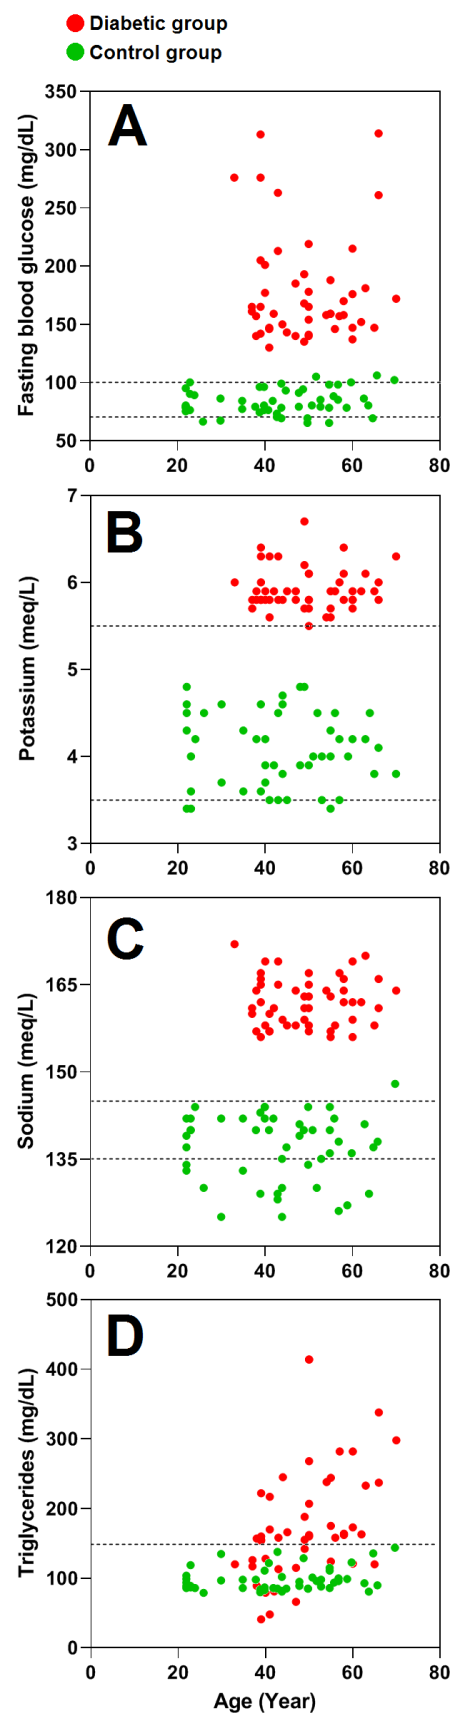 Diabetic group
Control group
A
Fasting blood glucose (mg/dL)
350
300
250
200
150
100
50
0 20 40 60 80
B
Potassium (meq/L)
7
6
5
4
3
0 20 40 60 80
C
Sodium (meq/L)
180
165
150
135
120
0 20 40 60 80
D
Triglycerides (mg/dL)
500
400
300
200
100
0
0 20 40 60 80
Age (Year)